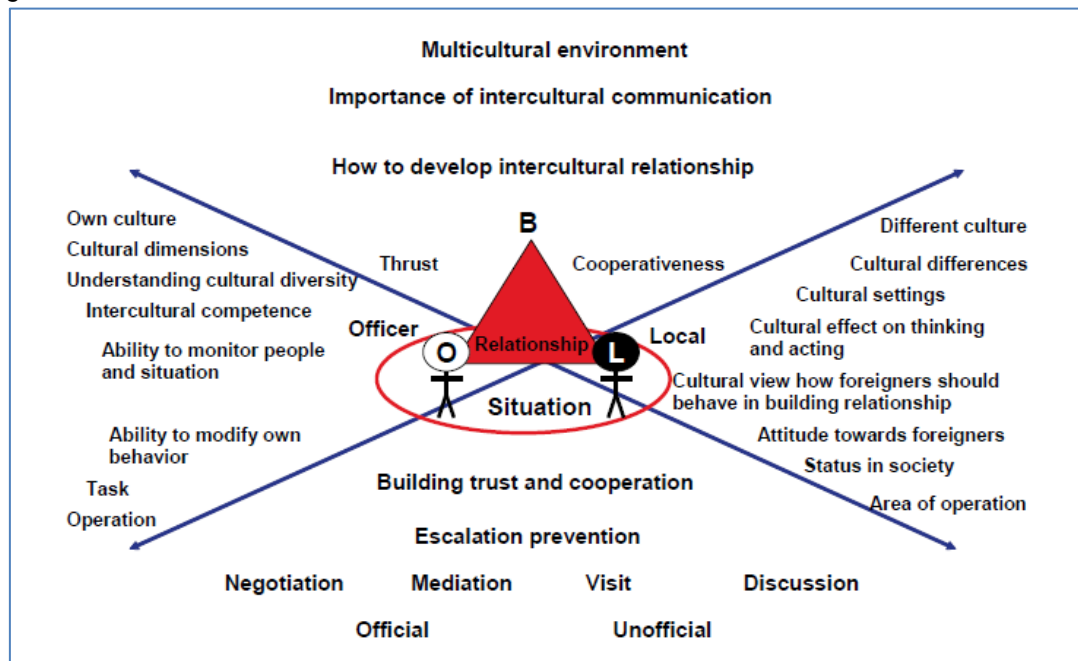 Multicultural environment
Importance of intercultural communication
How to develop intercultural relationship
Own culture
Cultural dimensions
Understanding cultural diversity
Intercultural competence
Ability to monitor people
and situation
Ability to modify own
behavior
Task
Operation
B
Thrust
Cooperativeness
Officer
Local
O
Relationship
L
Situation
Different culture
Cultural differences
Cultural settings
Cultural effect on thinking
and acting
Cultural view how foreigners should
behave in building relationship
Attitude towards foreigners
Status in society
Area of operation
Building trust and cooperation
Escalation prevention
Negotiation
Mediation
Visit
Discussion
Official
Unofficial